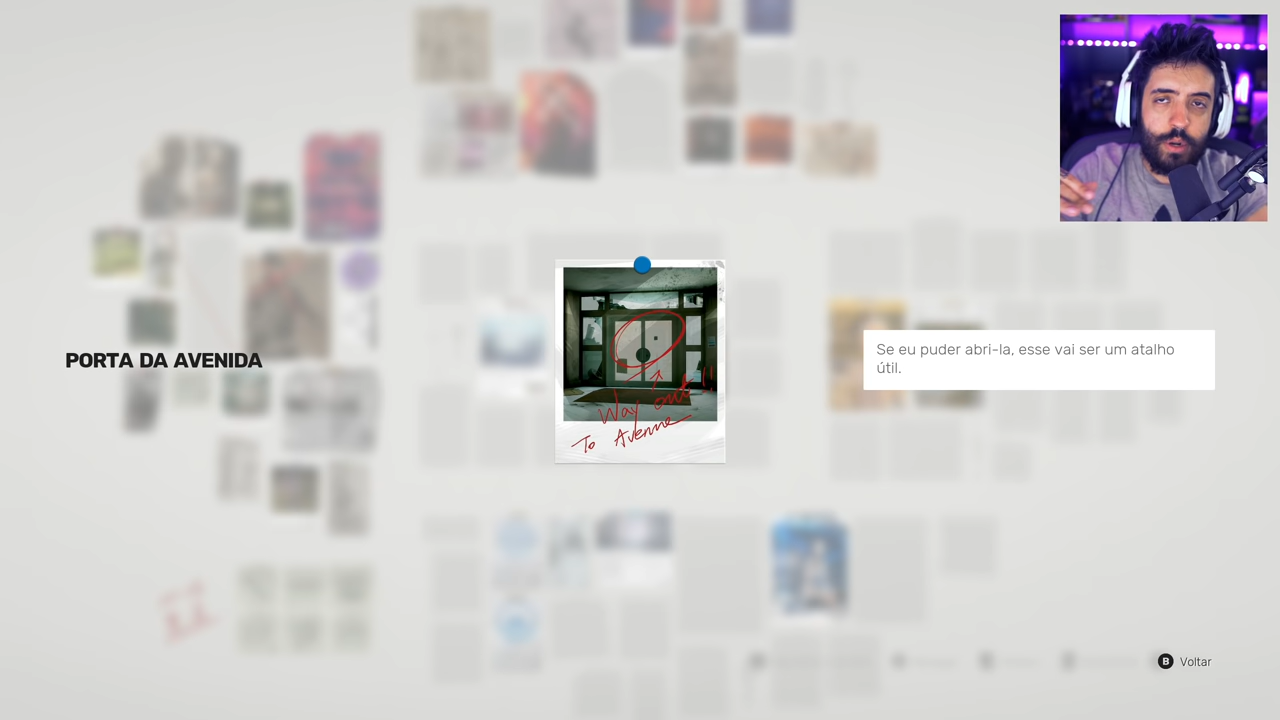 PORTA DA AVENIDA
Way out!!
To Avenue
Se eu puder abri-la, esse vai ser um atalho
útil.
B Voltar